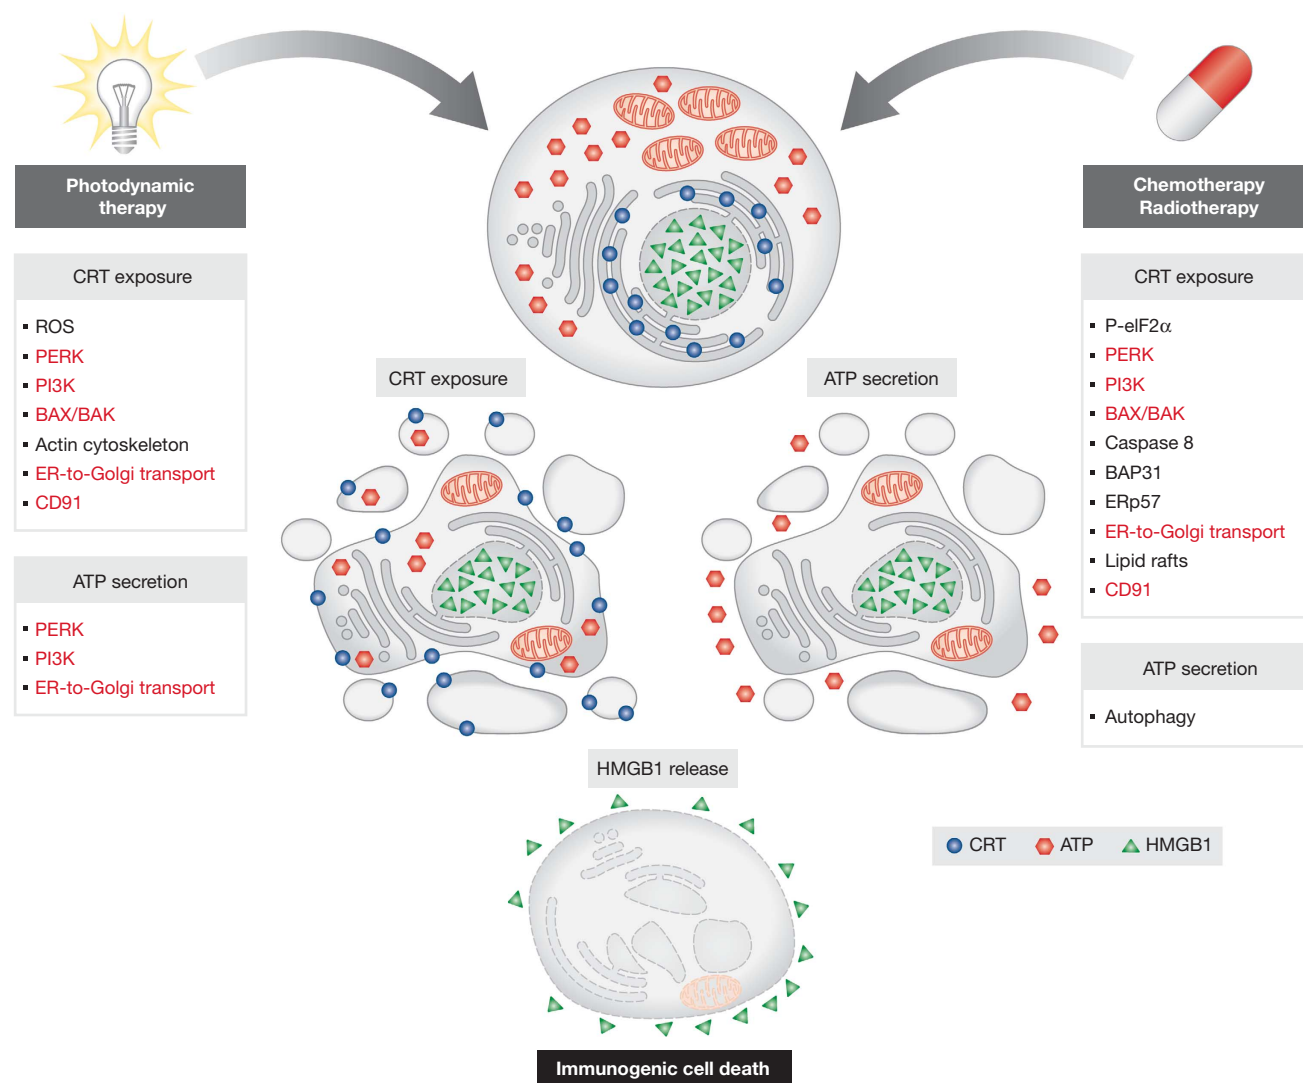 Photodynamic
therapy
CRT exposure
ROS
PERK
PI3K
BAX/BAK
Actin cytoskeleton
ER-to-Golgi transport
CD91
ATP secretion
PERK
PI3K
ER-to-Golgi transport
CRT exposure
ATP secretion
HMGB1 release
CRT
ATP
HMGB1
Immunogenic cell death
Chemotherapy
Radiotherapy
CRT exposure
P-eIF2α
PERK
PI3K
BAX/BAK
Caspase 8
BAP31
ERp57
ER-to-Golgi transport
Lipid rafts
CD91
ATP secretion
Autophagy